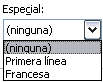 Especial:
(ninguna)
(ninguna)
Primera línea
Francesa